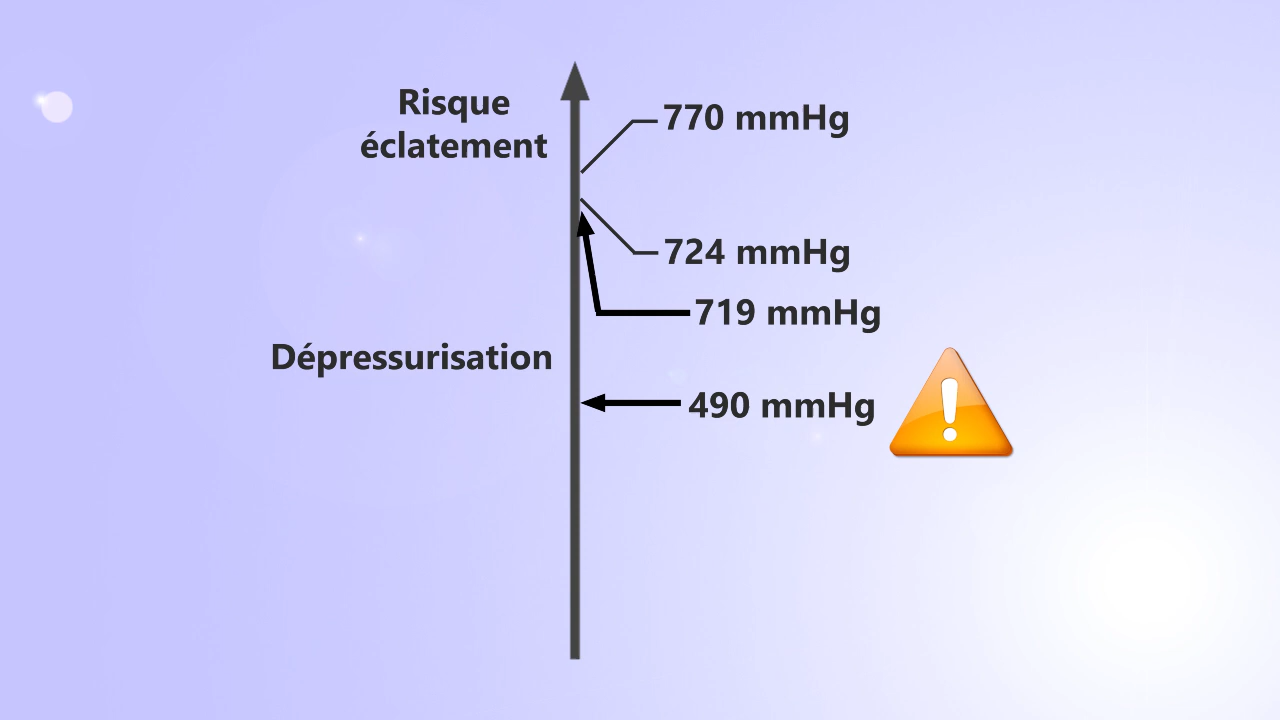 Risque
éclatement
770 mmHg
724 mmHg
719 mmHg
Dépressurisation
490 mmHg